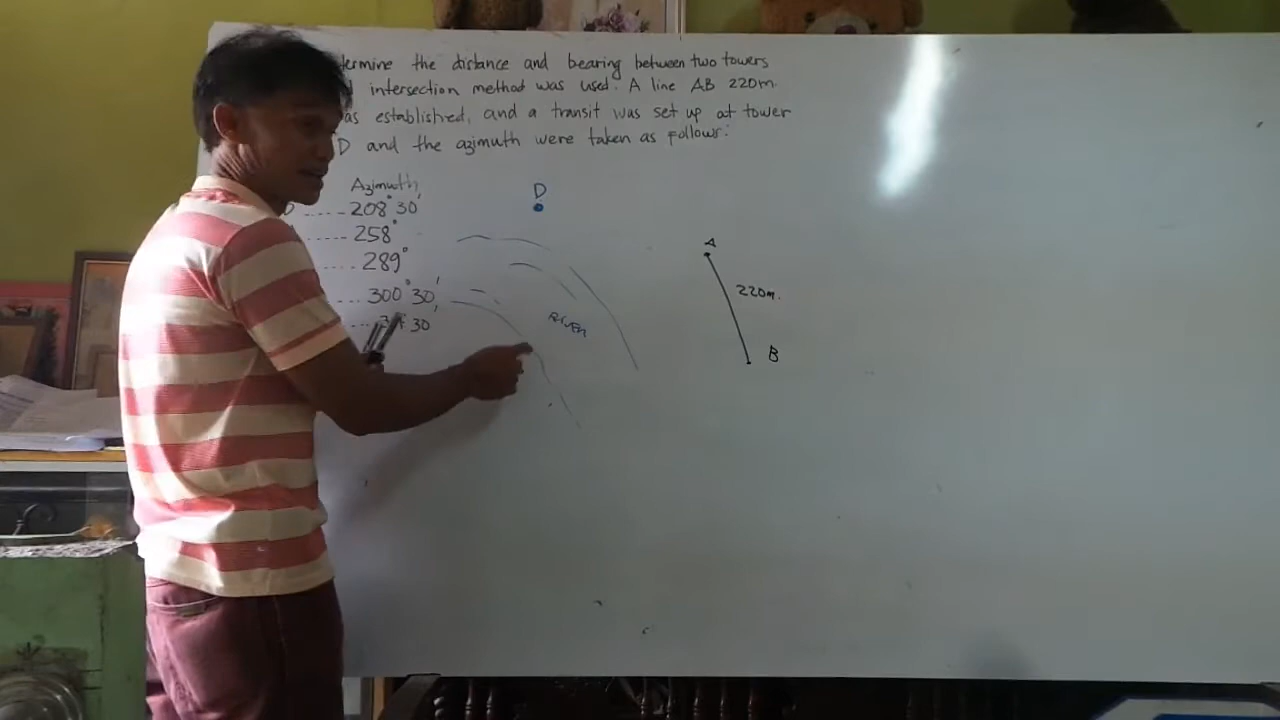 termine the distance and bearing between two towers
intersection method was used. A line AB 220m.
as established, and a transit was set up at tower
D and the azimuth were taken as follows:
Azimuth
D ..... 208°30'
..... 258°
.... 289°
... 300°30'
... 30'
D
RIVER
A
220m.
B